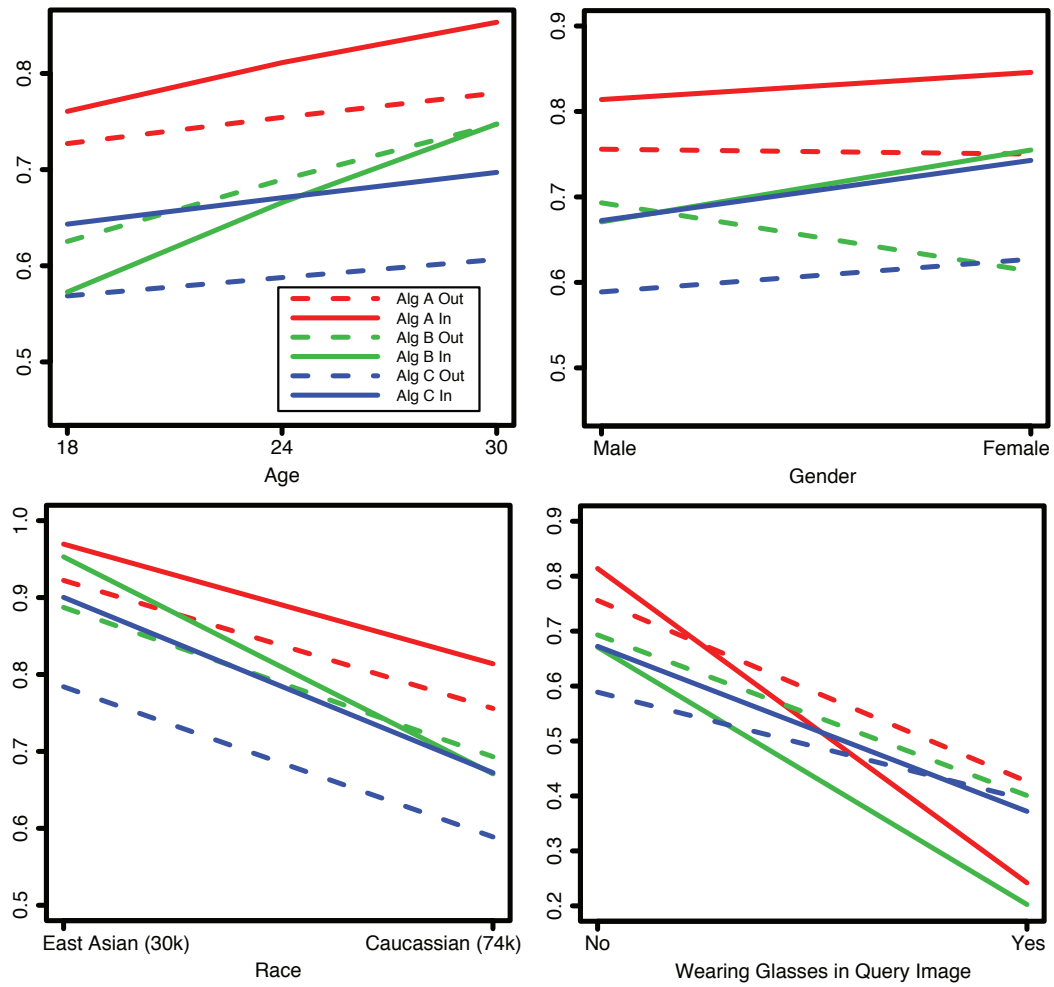 0.8
0.7
0.6
0.5
Alg A Out
Alg A In
Alg B Out
Alg B In
Alg C Out
Alg C In
18 24 30
Age
0.9
0.8
0.7
0.6
0.5
Male Female
Gender
1.0
0.9
0.8
0.7
0.6
0.5
East Asian (30k) Caucassian (74k)
Race
0.9
0.8
0.7
0.6
0.5
0.4
0.3
0.2
No Yes
Wearing Glasses in Query Image